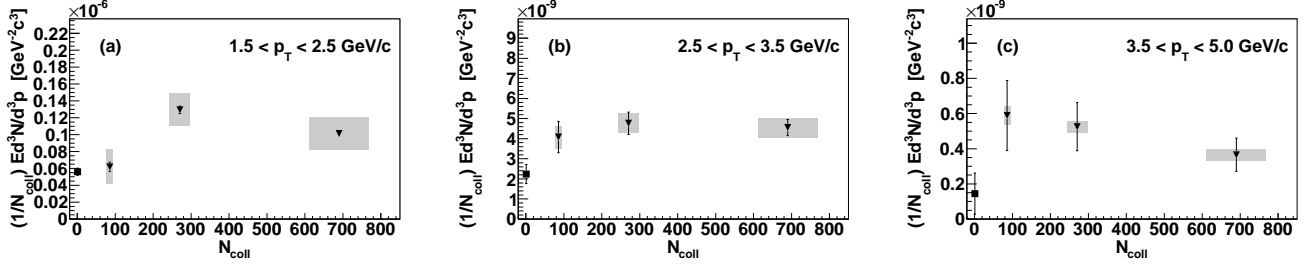 ×10⁻⁶
(a) 1.5 < p_T < 2.5 GeV/c
(1/N_coll) Ed³N/d³p [GeV⁻²c³]
0.22
0.2
0.18
0.16
0.14
0.12
0.1
0.08
0.06
0.04
0.02
0
0 100 200 300 400 500 600 700 800
N_coll
×10⁻⁹
(b) 2.5 < p_T < 3.5 GeV/c
(1/N_coll) Ed³N/d³p [GeV⁻²c³]
9
8
7
6
5
4
3
2
1
0
0 100 200 300 400 500 600 700 800
N_coll
×10⁻⁹
(c) 3.5 < p_T < 5.0 GeV/c
(1/N_coll) Ed³N/d³p [GeV⁻²c³]
1
0.8
0.6
0.4
0.2
0
0 100 200 300 400 500 600 700 800
N_coll